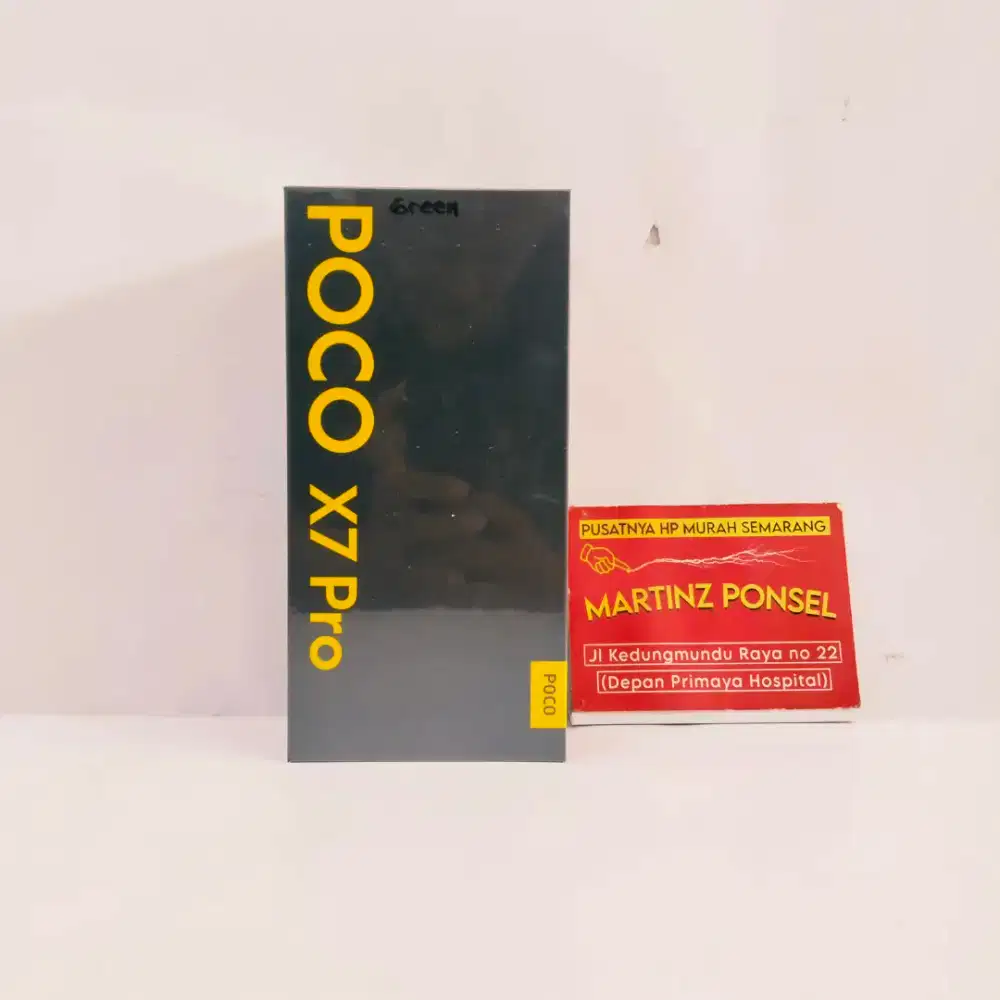 Green
POCO X7 Pro
POCO
PUSATNYA HP MURAH SEMARANG
MARTINZ PONSEL
Jl Kedungmundu Raya no 22
(Depan Primaya Hospital)